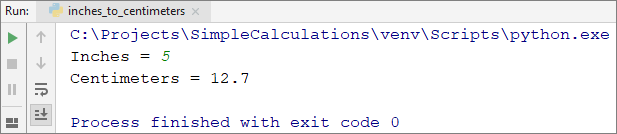 Run: inches_to_centimeters
C:\Projects\SimpleCalculations\venv\Scripts\python.exe
Inches = 5
Centimeters = 12.7
Process finished with exit code 0